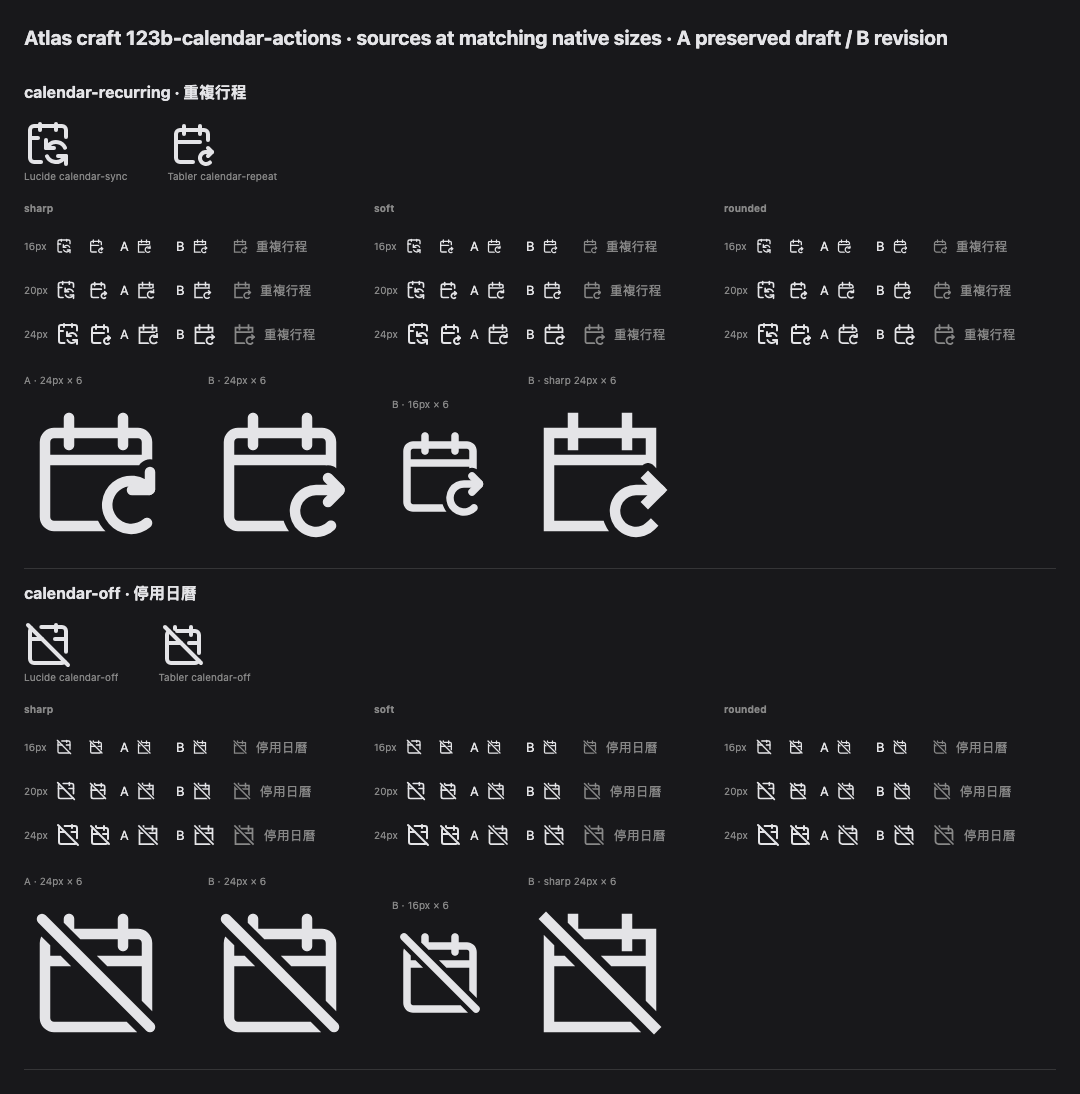 Atlas craft 123b-calendar-actions · sources at matching native sizes · A preserved draft / B revision
calendar-recurring · 重複行程
Lucide calendar-sync
Tabler calendar-repeat
sharp
soft
rounded
16px A B 重複行程
16px A B 重複行程
16px A B 重複行程
20px A B 重複行程
20px A B 重複行程
20px A B 重複行程
24px A B 重複行程
24px A B 重複行程
24px A B 重複行程
A · 24px × 6
B · 24px × 6
B · 16px × 6
B · sharp 24px × 6
calendar-off · 停用日曆
Lucide calendar-off
Tabler calendar-off
sharp
soft
rounded
16px A B 停用日曆
16px A B 停用日曆
16px A B 停用日曆
20px A B 停用日曆
20px A B 停用日曆
20px A B 停用日曆
24px A B 停用日曆
24px A B 停用日曆
24px A B 停用日曆
A · 24px × 6
B · 24px × 6
B · 16px × 6
B · sharp 24px × 6